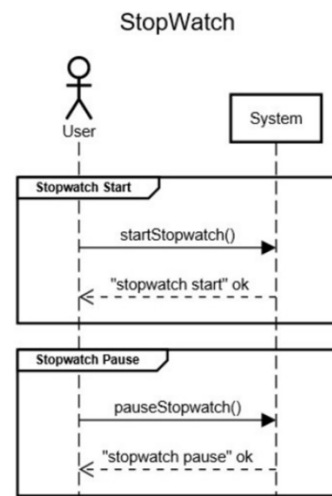 StopWatch
User
System
Stopwatch Start
startStopwatch()
"stopwatch start" ok
Stopwatch Pause
pauseStopwatch()
"stopwatch pause" ok